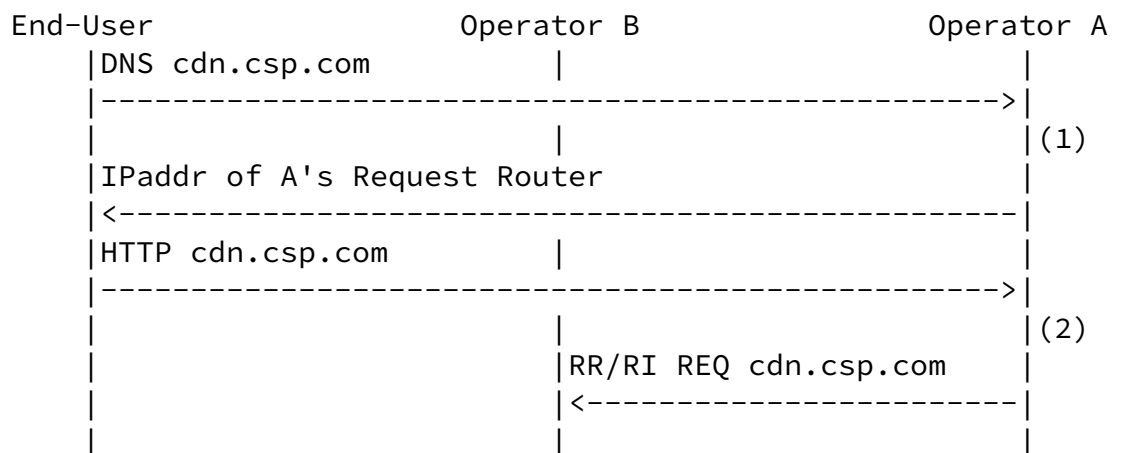 End-User Operator B Operator A
DNS cdn.csp.com
(1)
IPaddr of A's Request Router
HTTP cdn.csp.com
(2)
RR/RI REQ cdn.csp.com